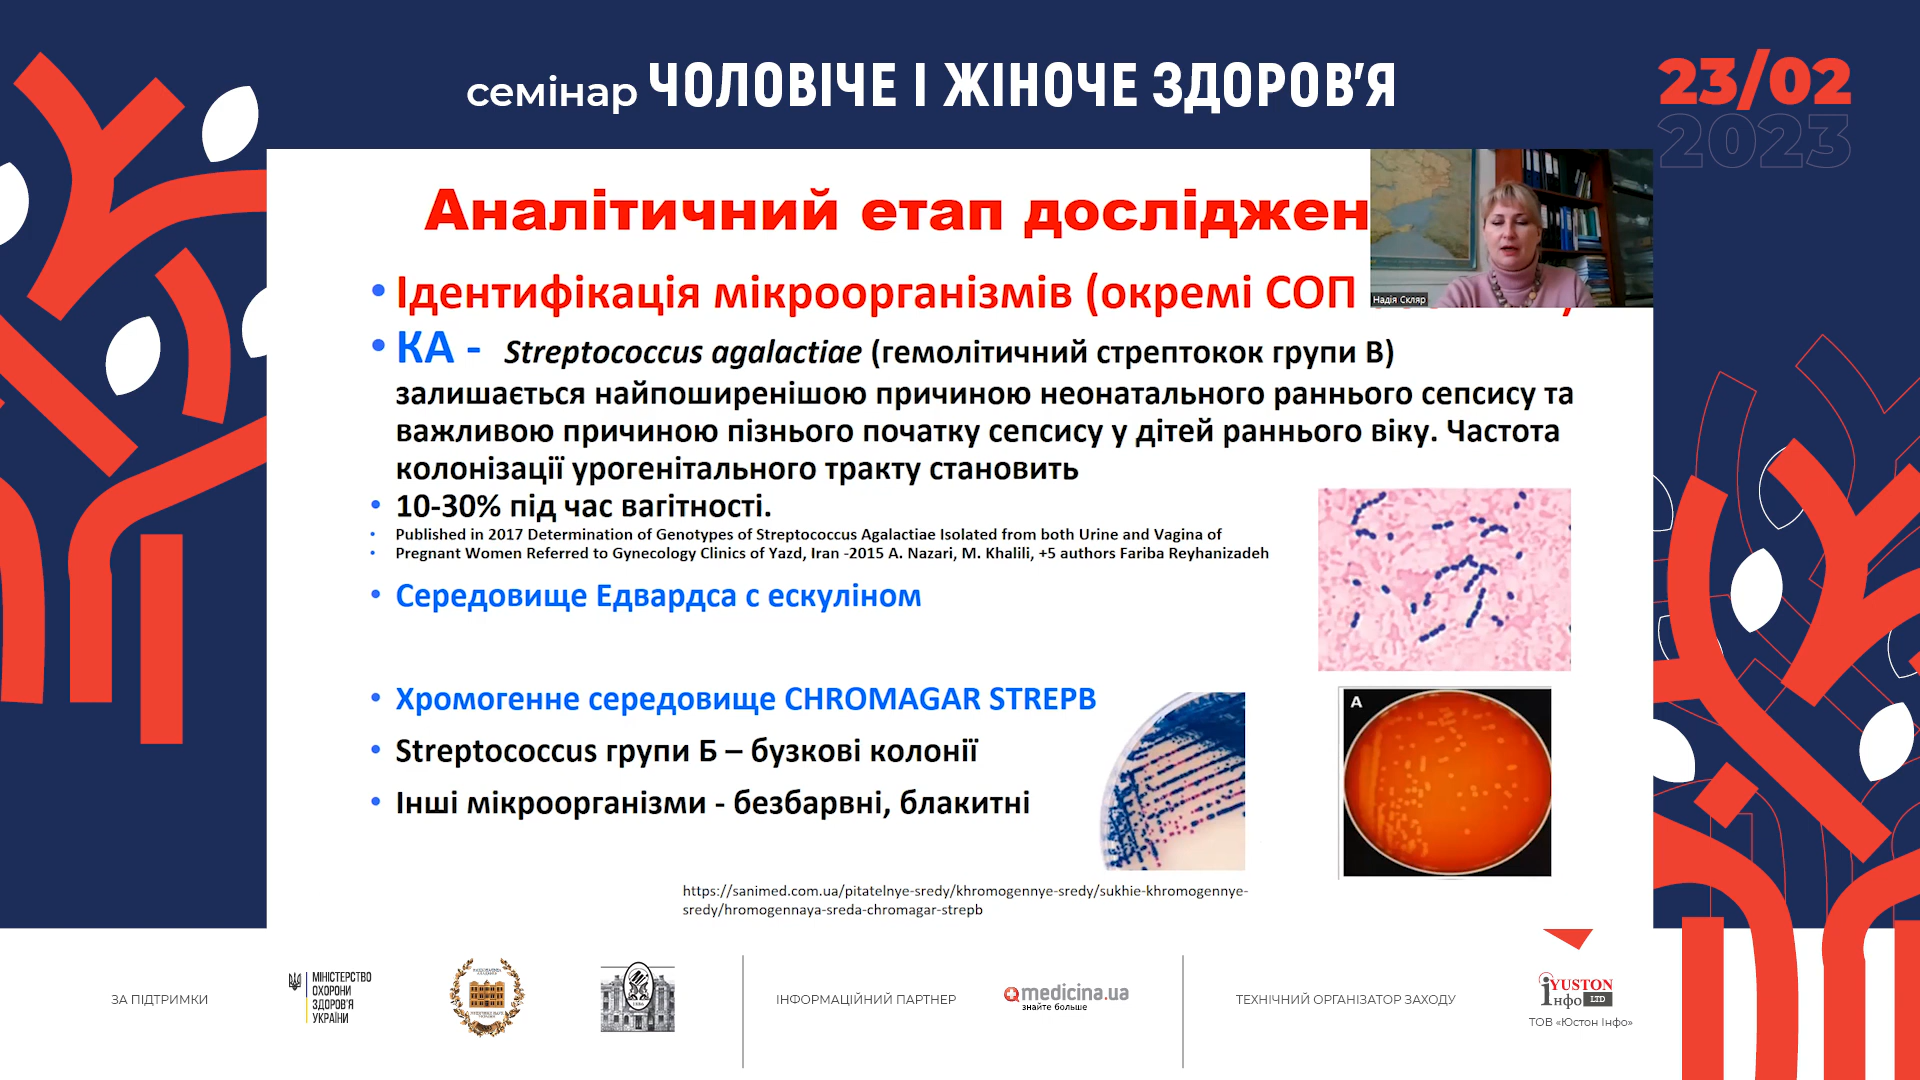 семінар ЧОЛОВІЧЕ І ЖІНОЧЕ ЗДОРОВ'Я
23/02
2023
Аналітичний етап дослiджен
Надія Скляр
• Ідентифікація мікроорганізмів (окремі СОП
• КА - Streptococcus agalactiae (гемолітичний стрептокок групи В)
залишається найпоширенішою причиною неонатального раннього сепсису та
важливою причиною пізнього початку сепсису у дітей раннього віку. Частота
колонізації урогенітального тракту становить
• 10-30% під час вагітності.
• Published in 2017 Determination of Genotypes of Streptococcus Agalactiae Isolated from both Urine and Vagina of
• Pregnant Women Referred to Gynecology Clinics of Yazd, Iran -2015 A. Nazari, M. Khalili, +5 authors Fariba Reyhanizadeh
• Середовище Едвардса с ескуліном
• Хромогенне середовище CHROMAGAR STREPB
• Streptococcus групи Б – бузкові колонії
• Інші мікроорганізми - безбарвні, блакитні
A
https://sanimed.com.ua/pitatelnye-sredy/khromogennye-sredy/sukhie-khromogennye-
sredy/hromogennaya-sreda-chromagar-strepb
ЗА ПІДТРИМКИ
МІНІСТЕРСТВО
ОХОРОНИ
ЗДОРОВ'Я
УКРАЇНИ
ІНФОРМАЦІЙНИЙ ПАРТНЕР
medicina.ua
знайте больше
ТЕХНІЧНИЙ ОРГАНІЗАТОР ЗАХОДУ
YUSTON
Інфо LTD
ТОВ «Юстон Інфо»